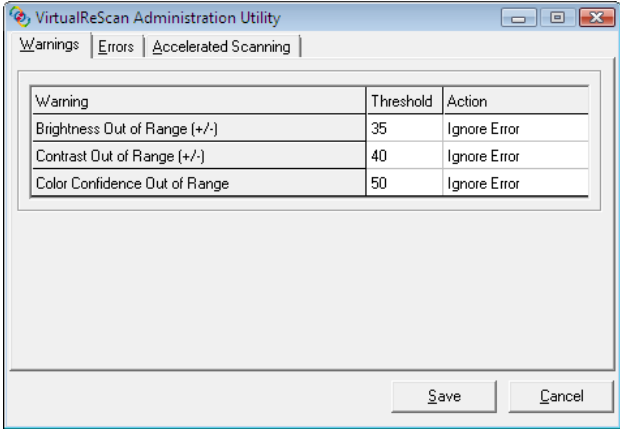 VirtualReScan Administration Utility
Warnings Errors Accelerated Scanning
Warning Threshold Action
Brightness Out of Range (+/-) 35 Ignore Error
Contrast Out of Range (+/-) 40 Ignore Error
Color Confidence Out of Range 50 Ignore Error
Save Cancel